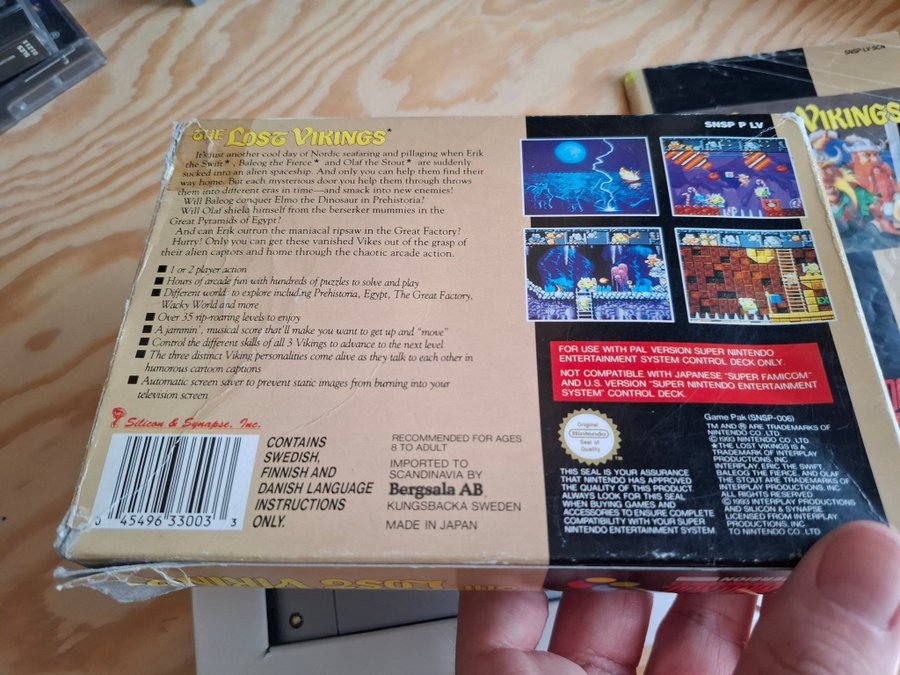 SNSP-LV-SCN
VIKINGS
THE LOST VIKINGS*
SNSP P LV
It's just another cool day of Nordic seafaring and pillaging when Erik
the Swift★, Baleog the Fierce★ and Olaf the Stout★ are suddenly
sucked into an alien spaceship. And only you can help them find their
way home. But each mysterious door you help them through throws
them into different eras in time—and smack into new enemies!
Will Baleog conquer Elmo the Dinosaur in Prehistoria?
Will Olaf shield himself from the berserker mummies in the
Great Pyramids of Egypt?
And can Erik outrun the maniacal ripsaw in the Great Factory?
Hurry! Only you can get these vanished Vikes out of the grasp of
their alien captors and home through the chaotic arcade action.
■ 1 or 2 player action
■ Hours of arcade fun with hundreds of puzzles to solve and play
■ Different worlds to explore including Prehistoria, Egypt, The Great Factory,
Wacky World and more
■ Over 35 rip-roaring levels to enjoy
■ A jammin', musical score that'll make you want to get up and "move"
■ Control the different skills of all 3 Vikings to advance to the next level
■ The three distinct Viking personalities come alive as they talk to each other in
humorous cartoon captions
■ Automatic screen saver to prevent static images from burning into your
television screen
Silicon & Synapse, Inc.
0 45496 33003 3
CONTAINS
SWEDISH,
FINNISH AND
DANISH LANGUAGE
INSTRUCTIONS
ONLY.
RECOMMENDED FOR AGES
8 TO ADULT
IMPORTED TO
SCANDINAVIA BY
Bergsala AB
KUNGSBACKA SWEDEN
MADE IN JAPAN
FOR USE WITH PAL VERSION SUPER NINTENDO
ENTERTAINMENT SYSTEM CONTROL DECK ONLY.
NOT COMPATIBLE WITH JAPANESE "SUPER FAMICOM"
AND U.S. VERSION "SUPER NINTENDO ENTERTAINMENT
SYSTEM" CONTROL DECK.
Original
Nintendo
Seal of
Quality
TM
THIS SEAL IS YOUR ASSURANCE
THAT NINTENDO HAS APPROVED
THE QUALITY OF THIS PRODUCT.
ALWAYS LOOK FOR THIS SEAL
WHEN BUYING GAMES AND
ACCESSORIES TO ENSURE COMPLETE
COMPATIBILITY WITH YOUR SUPER
NINTENDO ENTERTAINMENT SYSTEM.
Game Pak (SNSP-006)
TM AND ® ARE TRADEMARKS OF
NINTENDO CO.,LTD.
© 1993 NINTENDO CO.,LTD.
★THE LOST VIKINGS IS A
TRADEMARK OF INTERPLAY
PRODUCTIONS, INC.
INTERPLAY, ERIC THE SWIFT,
BALEOG THE FIERCE, AND OLAF
THE STOUT ARE TRADEMARKS
OF INTERPLAY PRODUCTIONS, INC.
ALL RIGHTS RESERVED.
© 1993 INTERPLAY PRODUCTIONS
AND SILICON & SYNAPSE.
LICENSED FROM INTERPLAY
PRODUCTIONS, INC.
TO NINTENDO CO.,LTD.
THE LOST VIKINGS